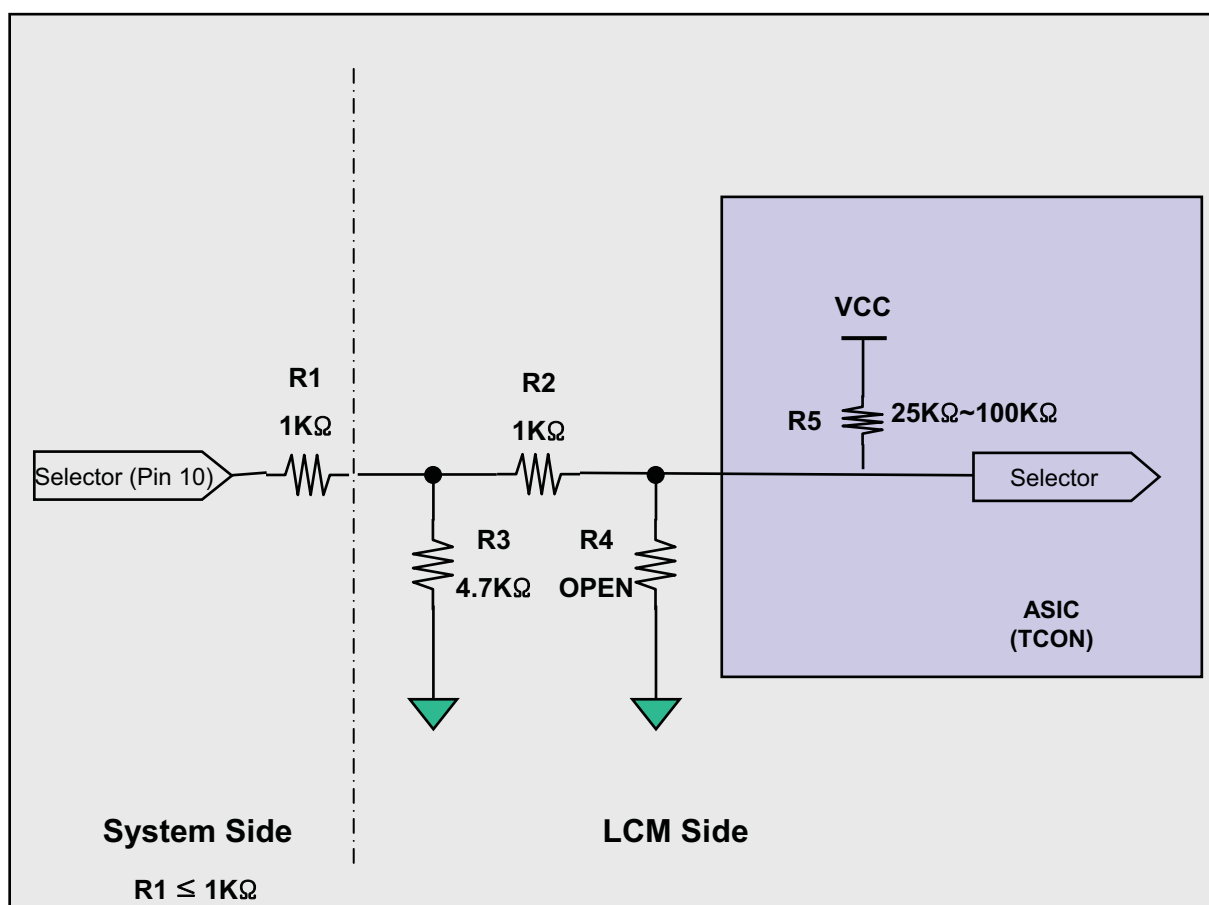 VCC
R1
1KΩ
R2
1KΩ
R5
25KΩ~100KΩ
Selector (Pin 10)
Selector
R3
4.7KΩ
R4
OPEN
ASIC
(TCON)
System Side
LCM Side
R1 ≤ 1KΩ